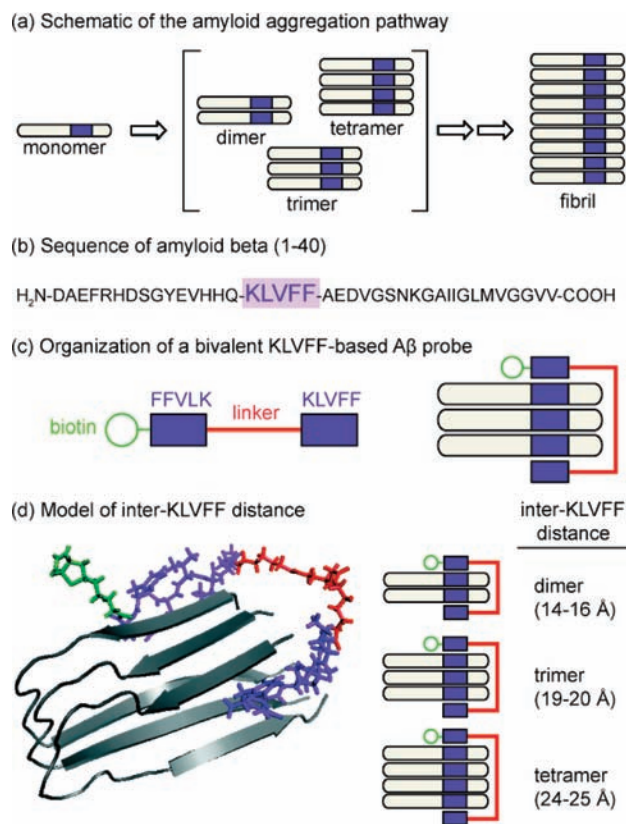 (a) Schematic of the amyloid aggregation pathway
monomer
dimer
tetramer
trimer
fibril
(b) Sequence of amyloid beta (1-40)
H2N-DAEFRHDSGYEVHHQ-KLVFF-AEDVGSNKGAIIGLMVGGVV-COOH
(c) Organization of a bivalent KLVFF-based Aβ probe
FFVLK
KLVFF
biotin
linker
(d) Model of inter-KLVFF distance
inter-KLVFF
distance
dimer
(14-16 Å)
trimer
(19-20 Å)
tetramer
(24-25 Å)